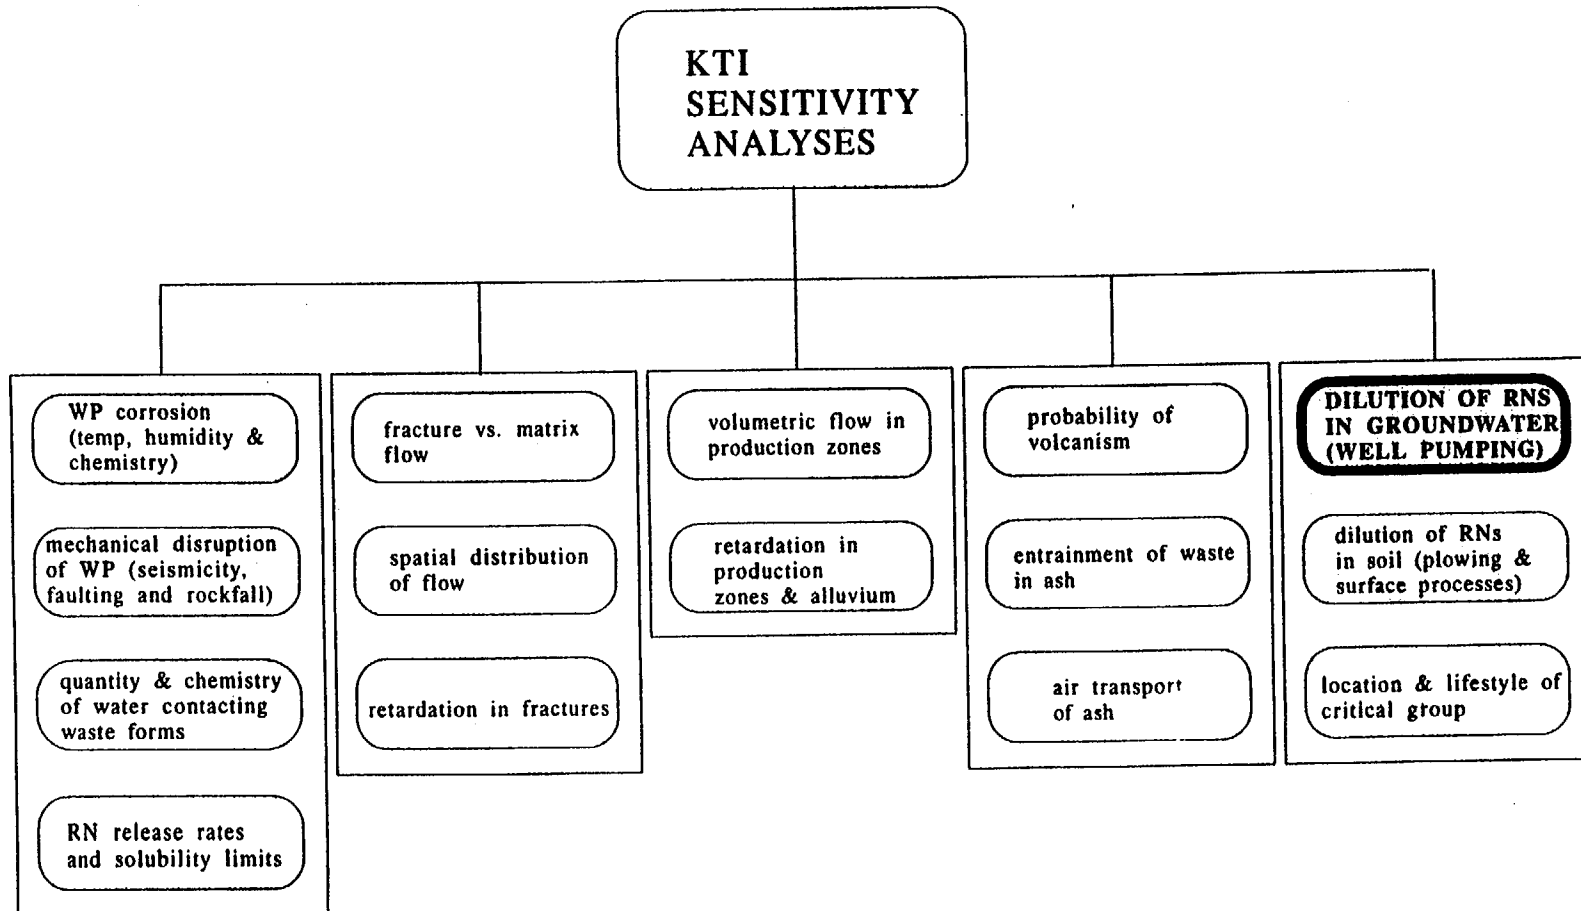 KTI
SENSITIVITY
ANALYSES
WP corrosion
(temp, humidity &
chemistry)
mechanical disruption
of WP (seismicity,
faulting and rockfall)
quantity & chemistry
of water contacting
waste forms
RN release rates
and solubility limits
fracture vs. matrix
flow
spatial distribution
of flow
retardation in fractures
volumetric flow in
production zones
retardation in
production
zones & alluvium
probability of
volcanism
entrainment of waste
in ash
air transport
of ash
DILUTION OF RNS
IN GROUNDWATER
(WELL PUMPING)
dilution of RNs
in soil (plowing &
surface processes)
location & lifestyle of
critical group